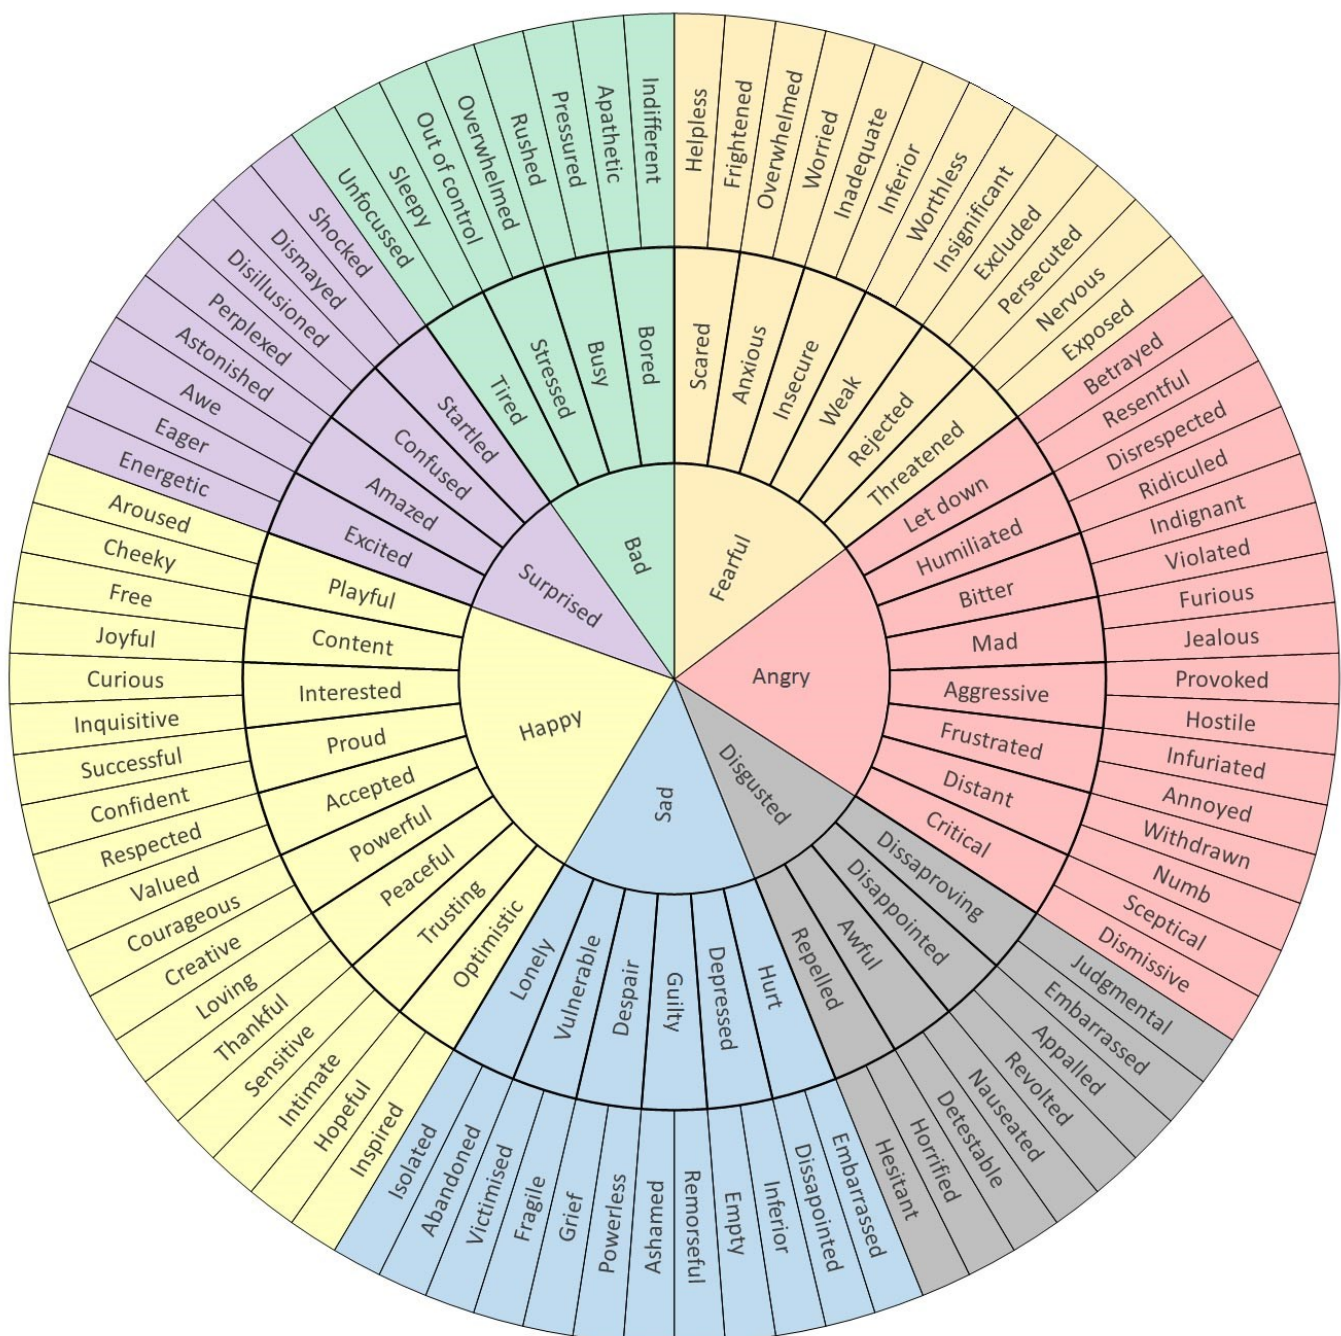 Fearful
Angry
Disgusted
Sad
Happy
Surprised
Bad
Scared
Anxious
Insecure
Weak
Rejected
Threatened
Let down
Humiliated
Bitter
Mad
Aggressive
Frustrated
Distant
Critical
Dissaproving
Disappointed
Awful
Repelled
Hurt
Depressed
Guilty
Despair
Vulnerable
Lonely
Optimistic
Trusting
Peaceful
Powerful
Accepted
Proud
Interested
Content
Playful
Excited
Amazed
Confused
Startled
Tired
Stressed
Busy
Bored
Helpless
Frightened
Overwhelmed
Worried
Inadequate
Inferior
Worthless
Insignificant
Excluded
Persecuted
Nervous
Exposed
Betrayed
Resentful
Disrespected
Ridiculed
Indignant
Violated
Furious
Jealous
Provoked
Hostile
Infuriated
Annoyed
Withdrawn
Numb
Sceptical
Dismissive
Judgmental
Embarrassed
Appalled
Revolted
Nauseated
Detestable
Horrified
Hesitant
Embarrassed
Dissapointed
Inferior
Empty
Remorseful
Ashamed
Powerless
Grief
Fragile
Victimised
Abandoned
Isolated
Inspired
Hopeful
Intimate
Sensitive
Thankful
Loving
Creative
Courageous
Valued
Respected
Confident
Successful
Inquisitive
Curious
Joyful
Free
Cheeky
Aroused
Energetic
Eager
Awe
Astonished
Perplexed
Disillusioned
Dismayed
Shocked
Unfocussed
Sleepy
Out of control
Overwhelmed
Rushed
Pressured
Apathetic
Indifferent